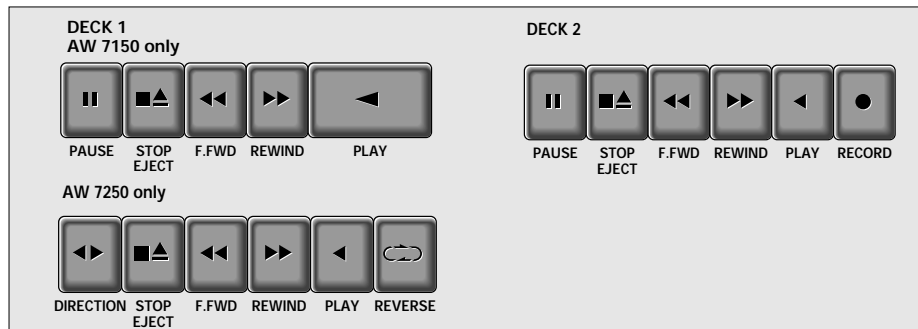 DECK 1
AW 7150 only
PAUSE STOP EJECT F.FWD REWIND PLAY
AW 7250 only
DIRECTION STOP EJECT F.FWD REWIND PLAY REVERSE
DECK 2
PAUSE STOP EJECT F.FWD REWIND PLAY RECORD